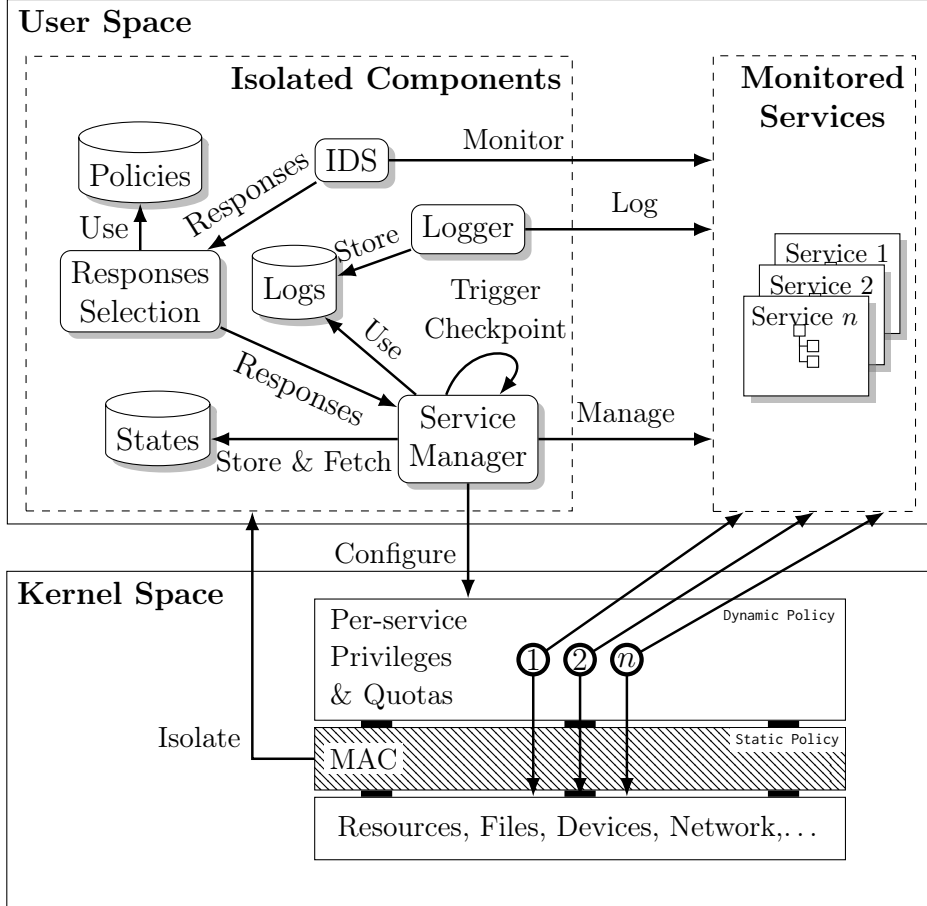 User Space
Isolated Components
Monitored
Services
Policies
IDS
Monitor
Responses
Use
Logger
Log
Store
Responses
Selection
Logs
Trigger
Checkpoint
Use
Service 1
Service 2
Service n
Responses
States
Store & Fetch
Service
Manager
Manage
Configure
Kernel Space
Per-service
Privileges
& Quotas
Dynamic Policy
1
2
n
Isolate
MAC
Static Policy
Resources, Files, Devices, Network,...